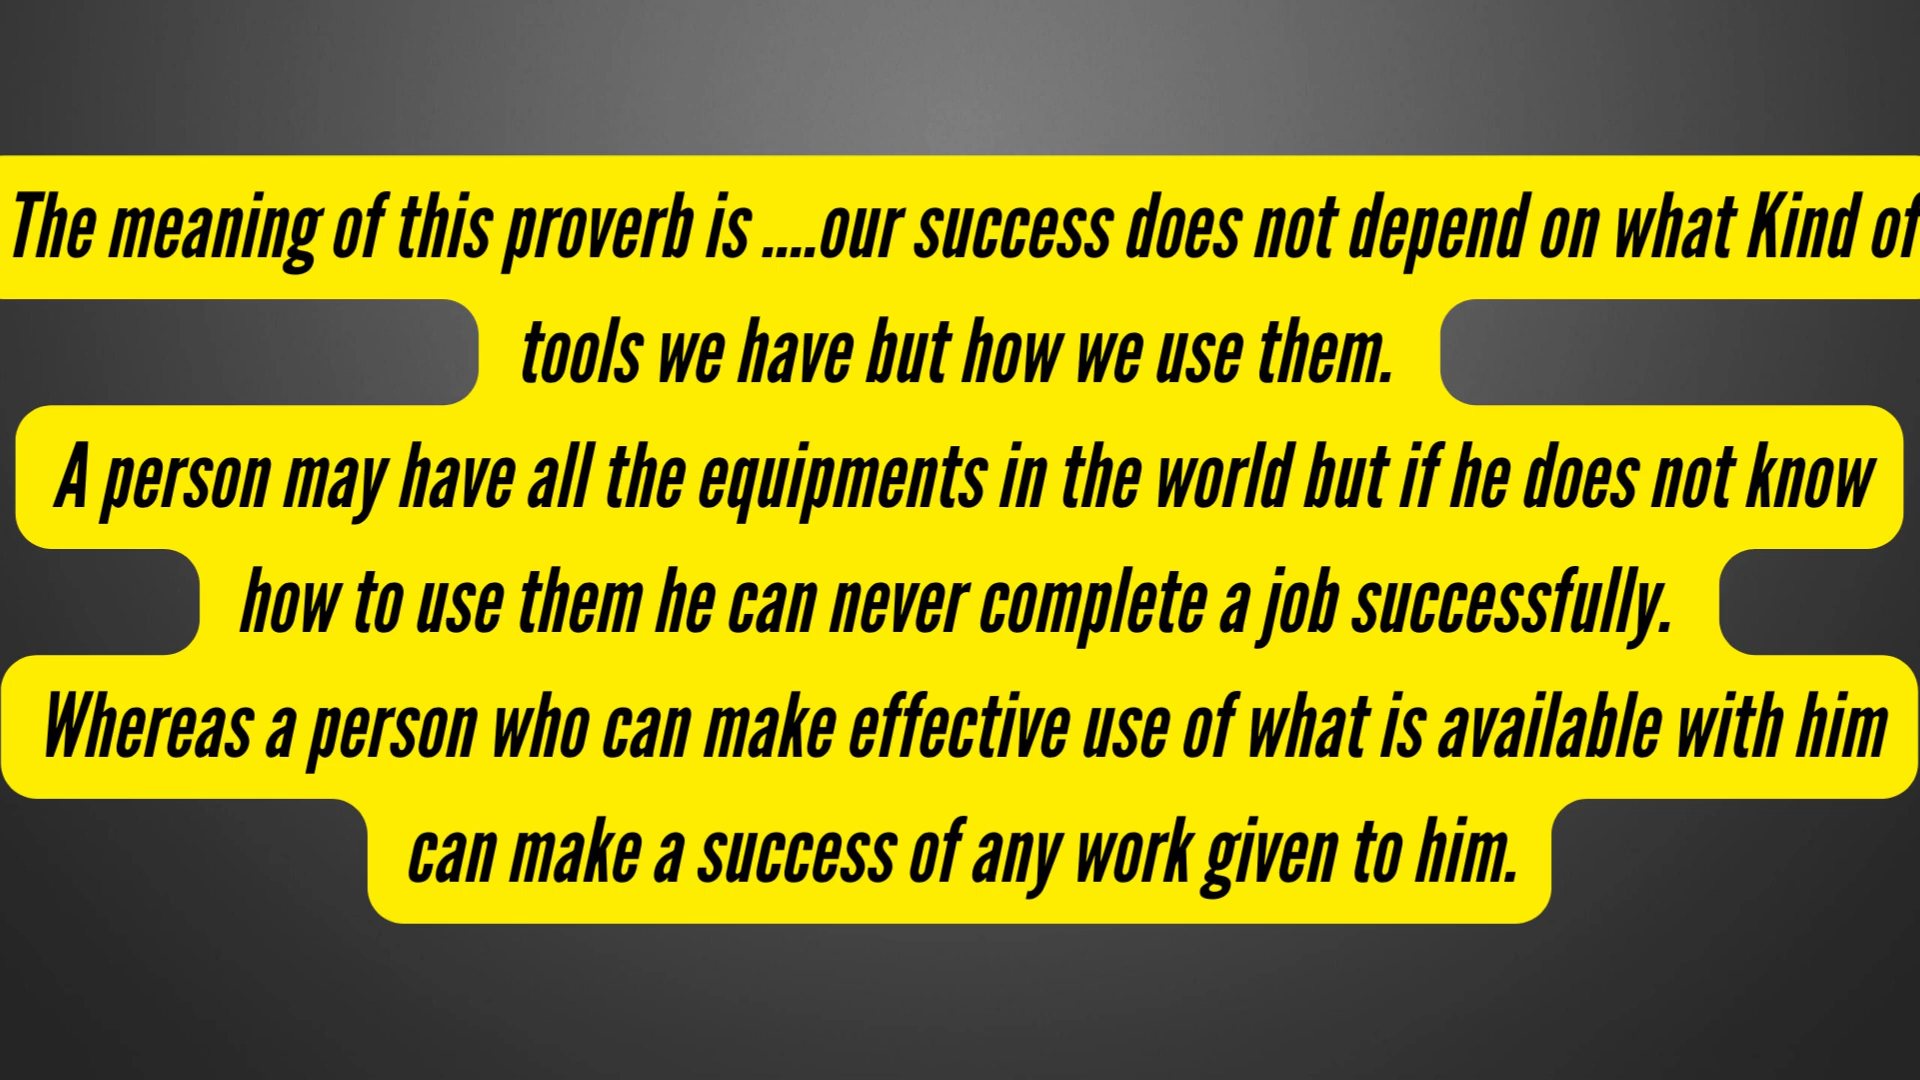 The meaning of this proverb is ....our success does not depend on what Kind of
tools we have but how we use them.
A person may have all the equipments in the world but if he does not know
how to use them he can never complete a job successfully.
Whereas a person who can make effective use of what is available with him
can make a success of any work given to him.